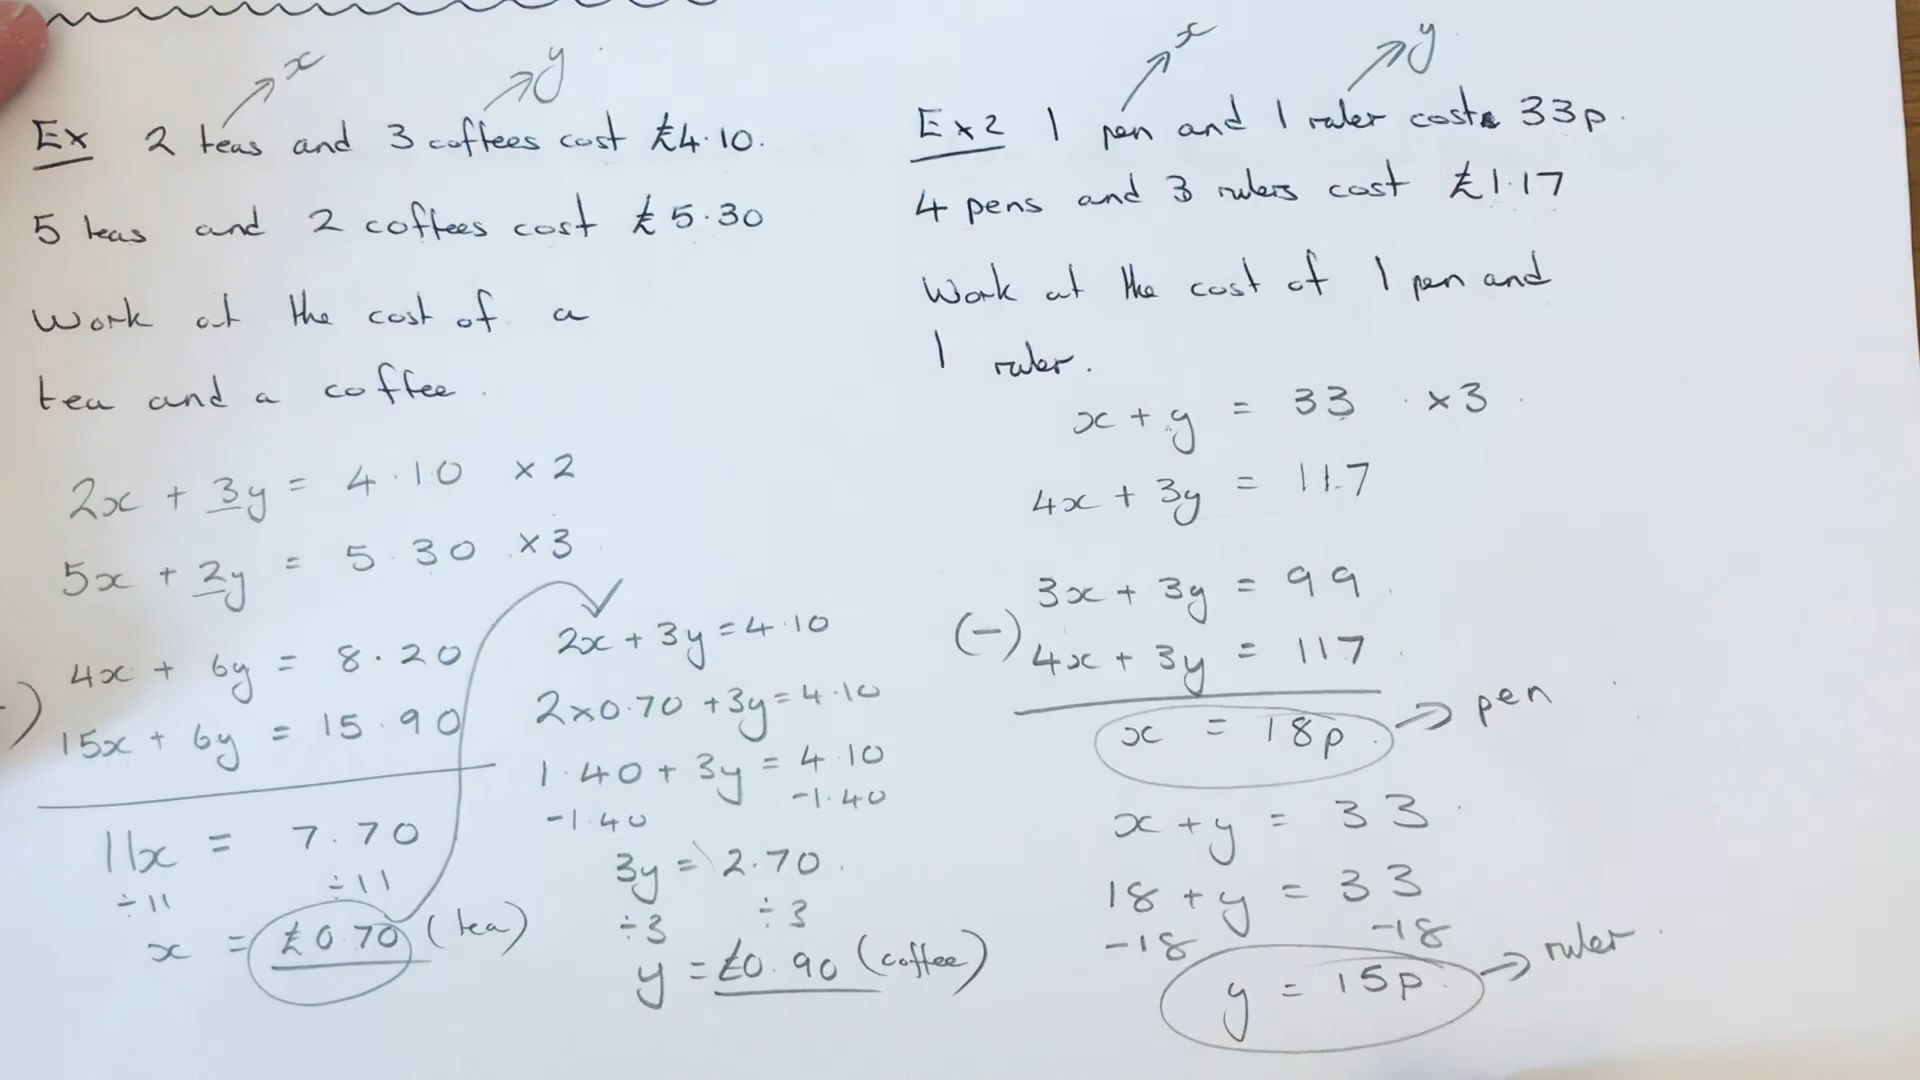 x
y
Ex 2 teas and 3 coffees cost £4.10.
5 teas and 2 coffees cost £5.30
Work out the cost of a
tea and a coffee.
2x + 3y = 4.10 ×2
5x + 2y = 5.30 ×3
4x + 6y = 8.20
-) 15x + 6y = 15.90
11x = 7.70
÷11 ÷11
x = £0.70 (tea)
2x + 3y = 4.10
2×0.70 + 3y = 4.10
1.40 + 3y = 4.10
-1.40 -1.40
3y = 2.70
÷3 ÷3
y = £0.90 (coffee)
x
y
Ex2 1 pen and 1 ruler costs 33p.
4 pens and 3 rulers cost £1.17
Work out the cost of 1 pen and
1 ruler.
x + y = 33 ×3
4x + 3y = 117
3x + 3y = 99
(-) 4x + 3y = 117
x = 18p → pen
x + y = 33
18 + y = 33
-18 -18
y = 15p → ruler